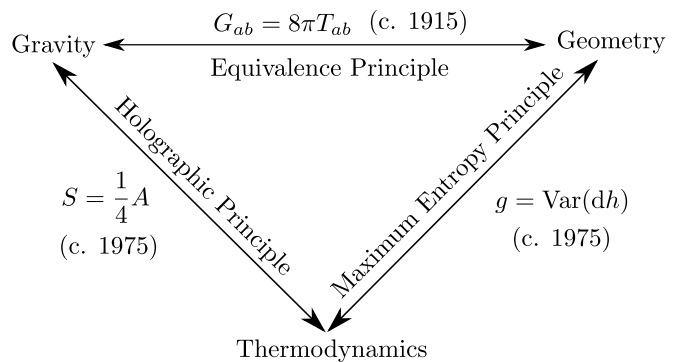 G_{ab} = 8πT_{ab} (c. 1915)
Gravity
Geometry
Equivalence Principle
Holographic Principle
Maximum Entropy Principle
S = \frac{1}{4}A
(c. 1975)
g = Var(dh)
(c. 1975)
Thermodynamics